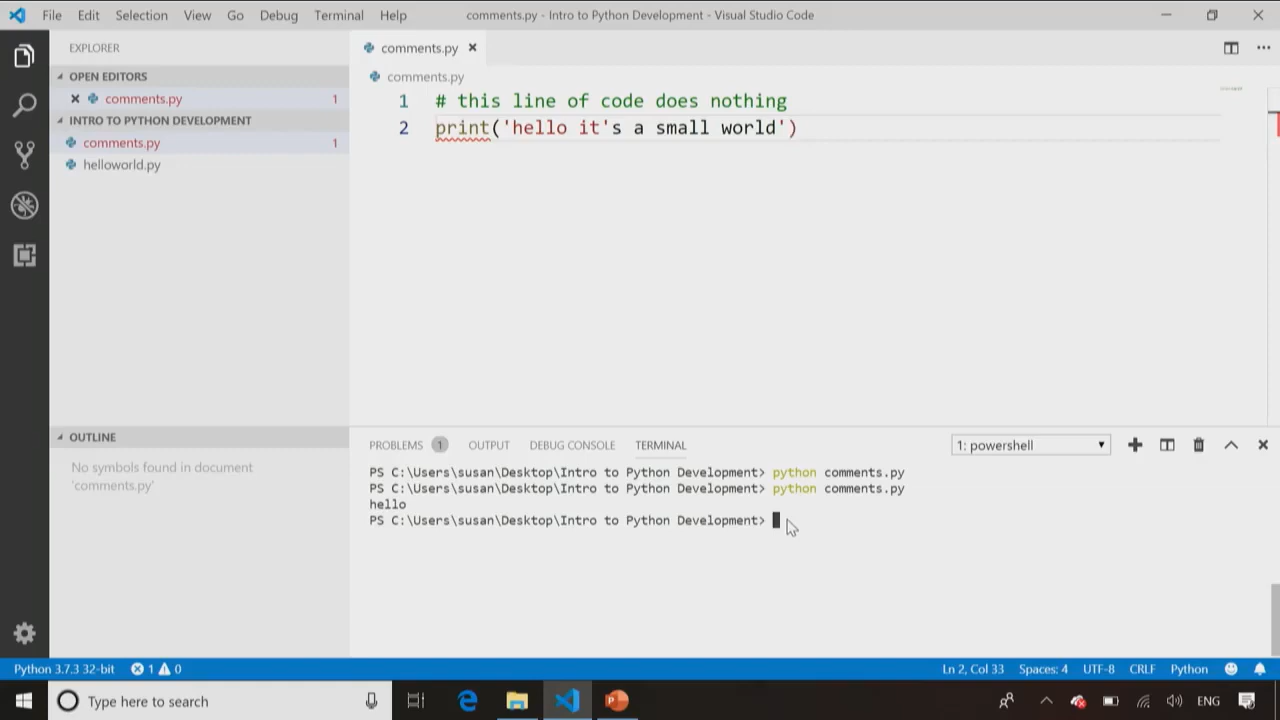 File Edit Selection View Go Debug Terminal Help comments.py - Intro to Python Development - Visual Studio Code
EXPLORER
OPEN EDITORS
comments.py 1
INTRO TO PYTHON DEVELOPMENT
comments.py 1
helloworld.py
OUTLINE
No symbols found in document
'comments.py'
comments.py
comments.py
1 # this line of code does nothing
2 print('hello it's a small world')
PROBLEMS 1 OUTPUT DEBUG CONSOLE TERMINAL 1: powershell
PS C:\Users\susan\Desktop\Intro to Python Development> python comments.py
PS C:\Users\susan\Desktop\Intro to Python Development> python comments.py
hello
PS C:\Users\susan\Desktop\Intro to Python Development>
Python 3.7.3 32-bit 1 0 Ln 2, Col 33 Spaces: 4 UTF-8 CRLF Python
Type here to search ENG